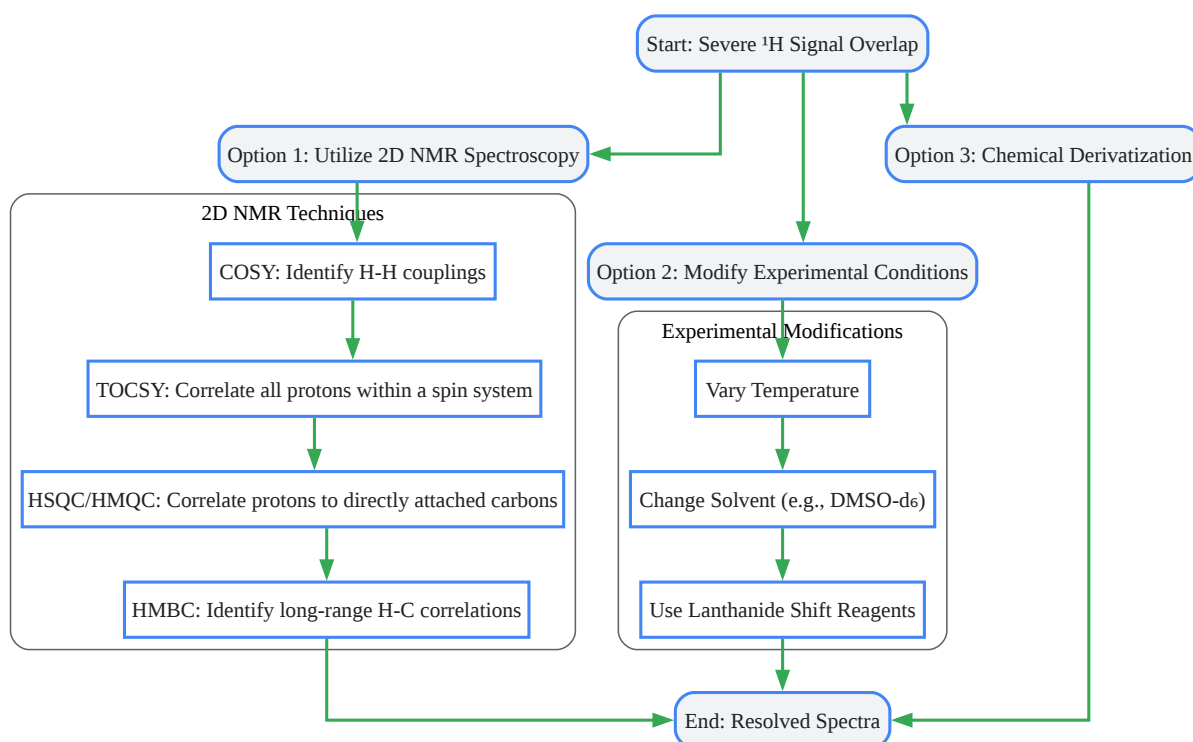 Start: Severe ¹H Signal Overlap
Option 1: Utilize 2D NMR Spectroscopy
Option 3: Chemical Derivatization
2D NMR Techniques
COSY: Identify H-H couplings
TOCSY: Correlate all protons within a spin system
HSQC/HMQC: Correlate protons to directly attached carbons
HMBC: Identify long-range H-C correlations
Option 2: Modify Experimental Conditions
Experimental Modifications
Vary Temperature
Change Solvent (e.g., DMSO-d₆)
Use Lanthanide Shift Reagents
End: Resolved Spectra